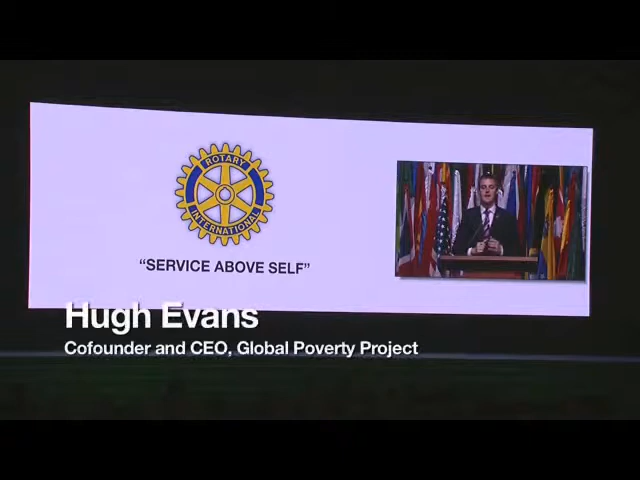 ROTARY
INTERNATIONAL
“SERVICE ABOVE SELF”
Hugh Evans
Cofounder and CEO, Global Poverty Project